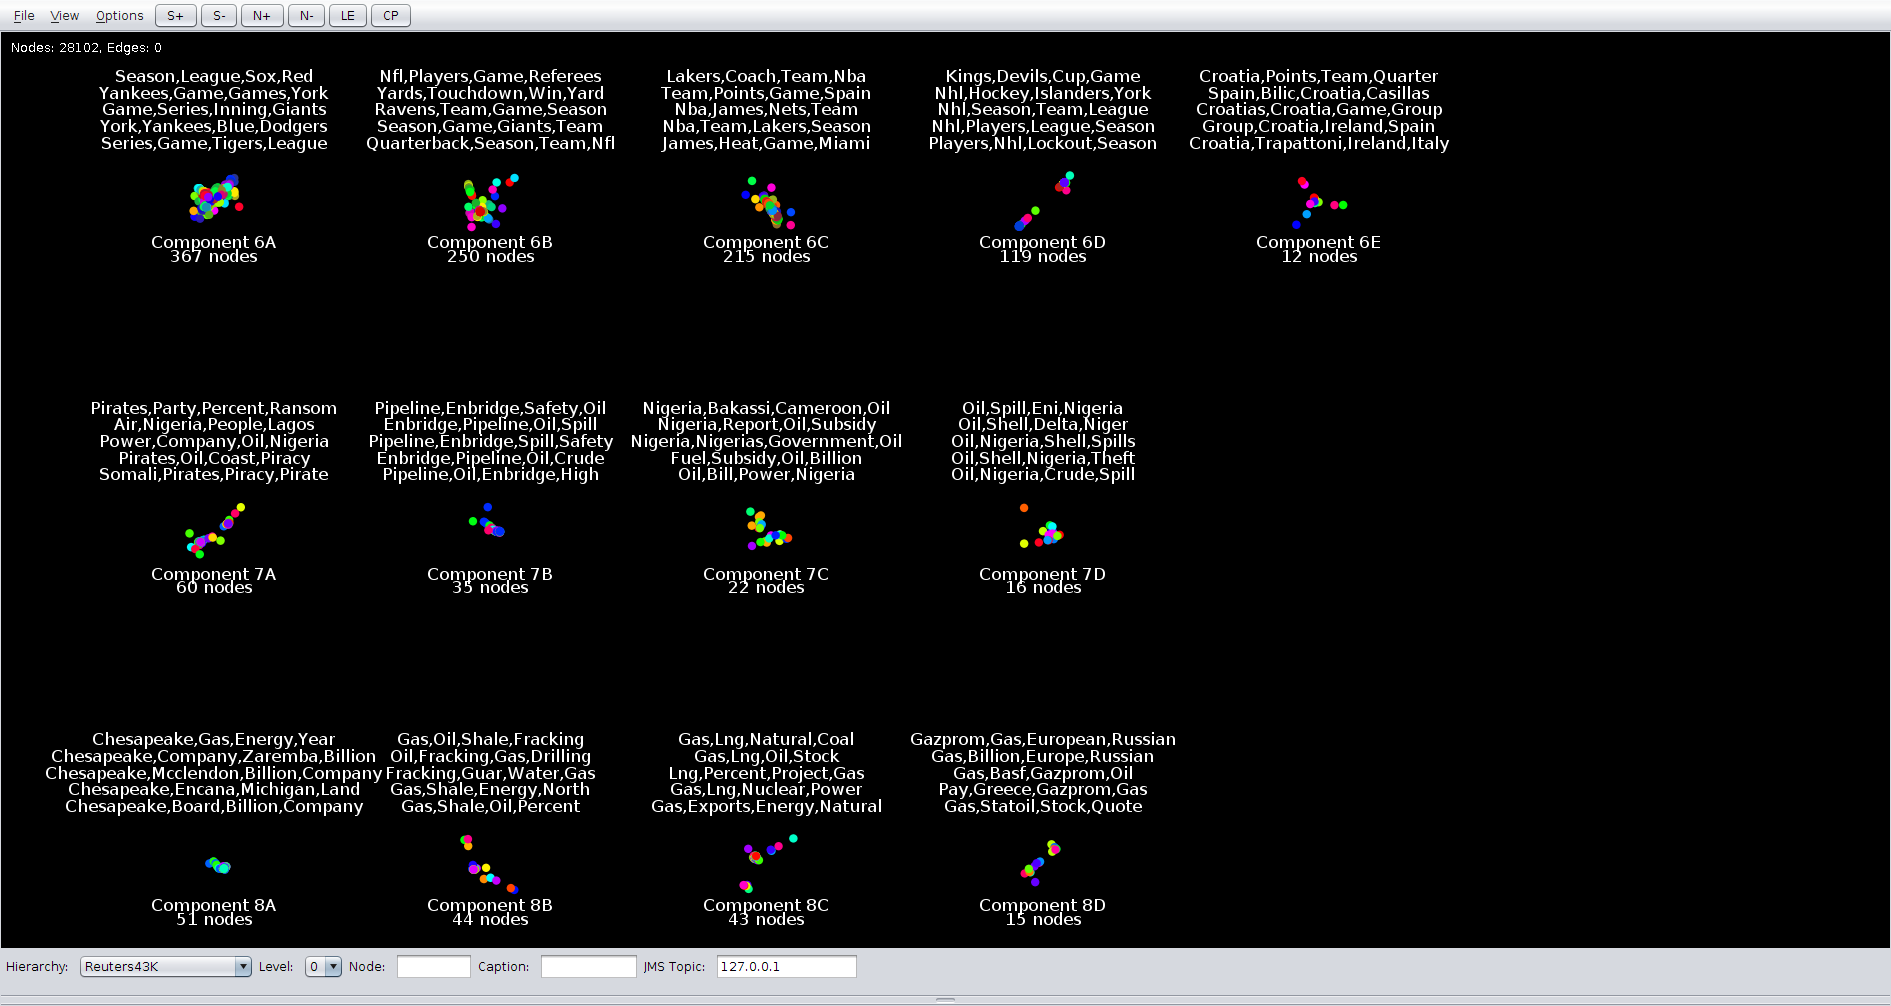 File View Options S+ S- N+ N- LE CP
Nodes: 28102, Edges: 0
Season,League,Sox,Red
Yankees,Game,Games,York
Game,Series,Inning,Giants
York,Yankees,Blue,Dodgers
Series,Game,Tigers,League
Component 6A
367 nodes
Nfl,Players,Game,Referees
Yards,Touchdown,Win,Yard
Ravens,Team,Game,Season
Season,Game,Giants,Team
Quarterback,Season,Team,Nfl
Component 6B
250 nodes
Lakers,Coach,Team,Nba
Team,Points,Game,Spain
Nba,James,Nets,Team
Nba,Team,Lakers,Season
James,Heat,Game,Miami
Component 6C
215 nodes
Kings,Devils,Cup,Game
Nhl,Hockey,Islanders,York
Nhl,Season,Team,League
Nhl,Players,League,Season
Players,Nhl,Lockout,Season
Component 6D
119 nodes
Croatia,Points,Team,Quarter
Spain,Bilic,Croatia,Casillas
Croatias,Croatia,Game,Group
Group,Croatia,Ireland,Spain
Croatia,Trapattoni,Ireland,Italy
Component 6E
12 nodes
Pirates,Party,Percent,Ransom
Air,Nigeria,People,Lagos
Power,Company,Oil,Nigeria
Pirates,Oil,Coast,Piracy
Somali,Pirates,Piracy,Pirate
Component 7A
60 nodes
Pipeline,Enbridge,Safety,Oil
Enbridge,Pipeline,Oil,Spill
Pipeline,Enbridge,Spill,Safety
Enbridge,Pipeline,Oil,Crude
Pipeline,Oil,Enbridge,High
Component 7B
35 nodes
Nigeria,Bakassi,Cameroon,Oil
Nigeria,Report,Oil,Subsidy
Nigeria,Nigerias,Government,Oil
Fuel,Subsidy,Oil,Billion
Oil,Bill,Power,Nigeria
Component 7C
22 nodes
Oil,Spill,Eni,Nigeria
Oil,Shell,Delta,Niger
Oil,Nigeria,Shell,Spills
Oil,Shell,Nigeria,Theft
Oil,Nigeria,Crude,Spill
Component 7D
16 nodes
Chesapeake,Gas,Energy,Year
Chesapeake,Company,Zaremba,Billion
Chesapeake,Mcclendon,Billion,Company
Chesapeake,Encana,Michigan,Land
Chesapeake,Board,Billion,Company
Component 8A
51 nodes
Gas,Oil,Shale,Fracking
Oil,Fracking,Gas,Drilling
Fracking,Guar,Water,Gas
Gas,Shale,Energy,North
Gas,Shale,Oil,Percent
Component 8B
44 nodes
Gas,Lng,Natural,Coal
Gas,Lng,Oil,Stock
Lng,Percent,Project,Gas
Gas,Lng,Nuclear,Power
Gas,Exports,Energy,Natural
Component 8C
43 nodes
Gazprom,Gas,European,Russian
Gas,Billion,Europe,Russian
Gas,Basf,Gazprom,Oil
Pay,Greece,Gazprom,Gas
Gas,Statoil,Stock,Quote
Component 8D
15 nodes
Hierarchy: Reuters43K Level: 0 Node: Caption: JMS Topic: 127.0.0.1